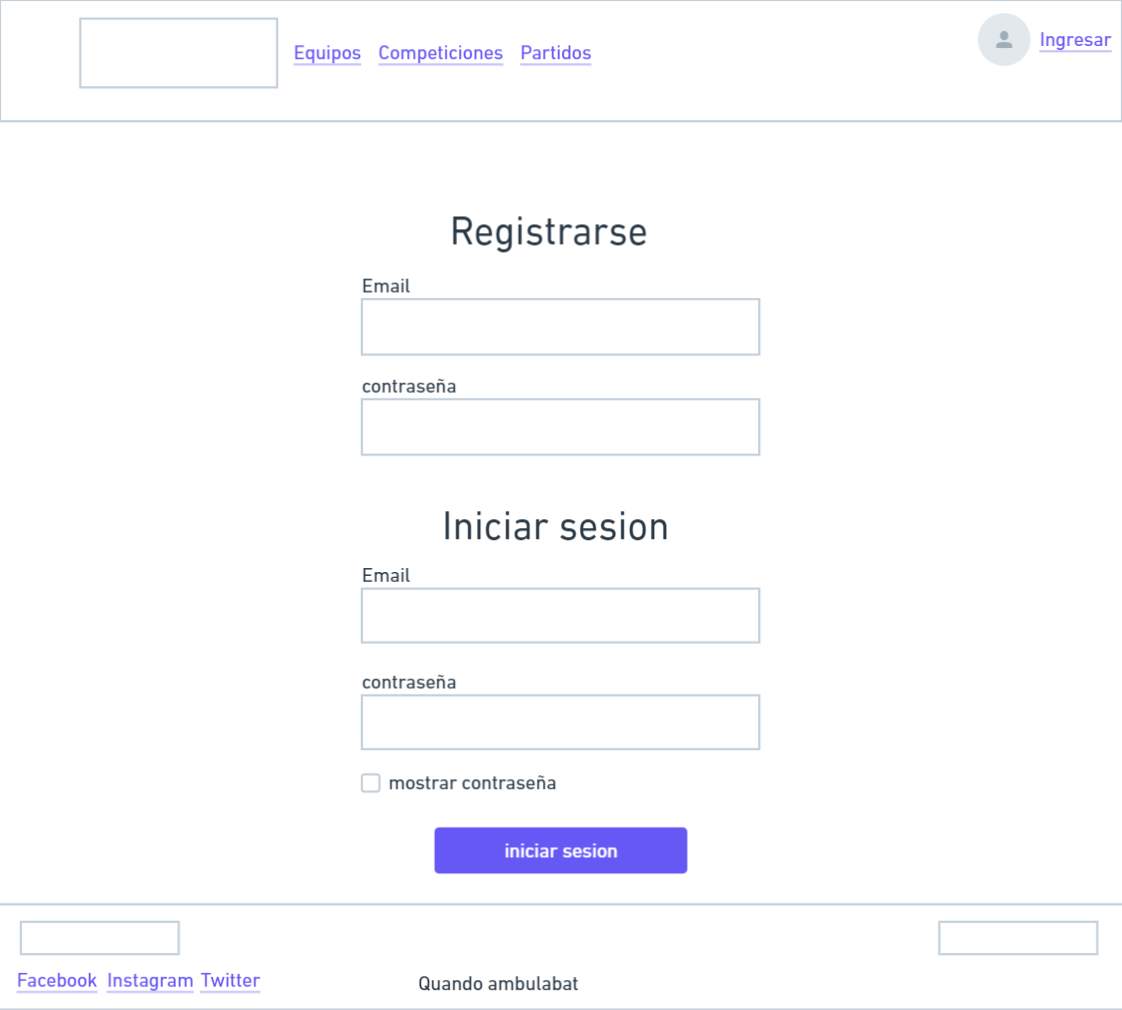 Equipos Competiciones Partidos Ingresar
Registrarse
Email
contraseña
Iniciar sesion
Email
contraseña
mostrar contraseña
iniciar sesion
Facebook Instagram Twitter
Quando ambulabat